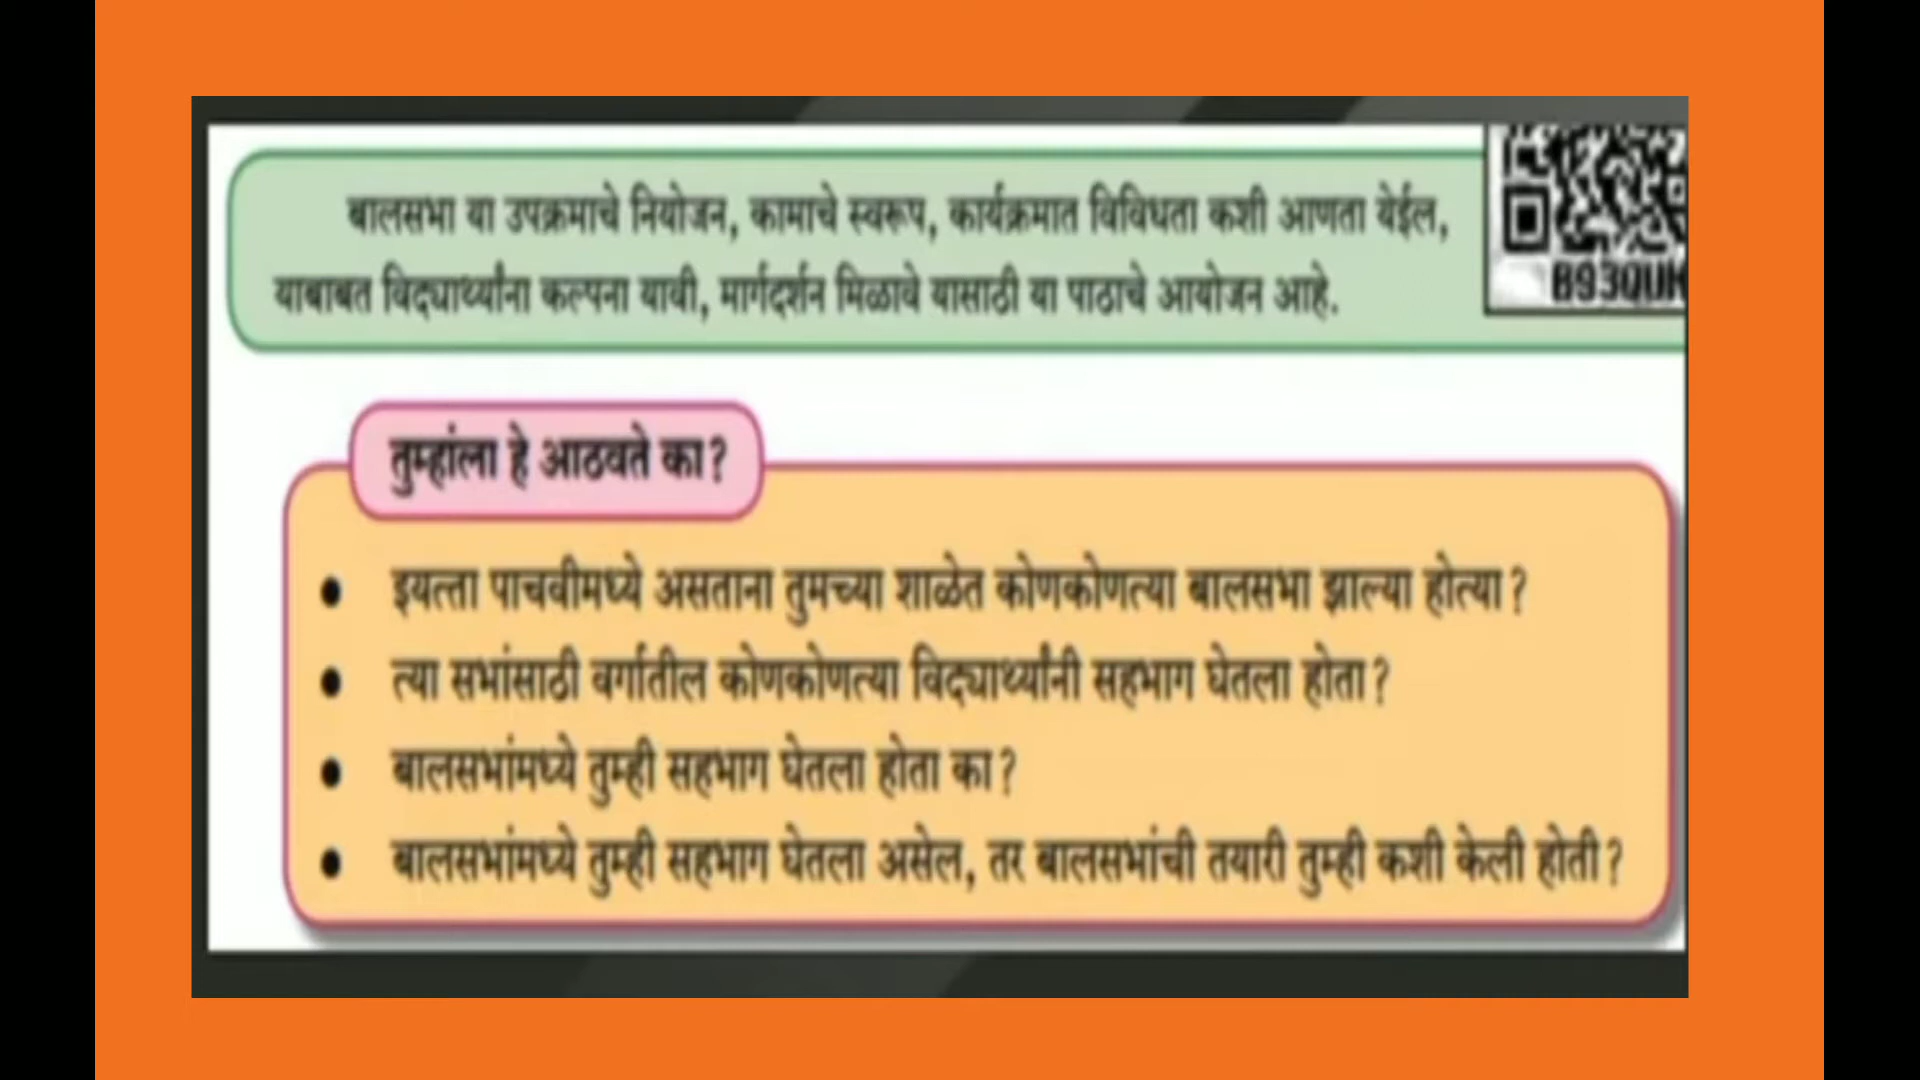 बालसभा या उपक्रमाचे नियोजन, कामाचे स्वरूप, कार्यक्रमात विविधता कशी आणता येईल,
याबाबत विद्यार्थ्यांना कल्पना यावी, मार्गदर्शन मिळावे यासाठी या पाठाचे आयोजन आहे.
तुम्हांला हे आठवते का?
● इयत्ता पाचवीमध्ये असताना तुमच्या शाळेत कोणकोणत्या बालसभा झाल्या होत्या?
● त्या सभांसाठी वर्गातील कोणकोणत्या विद्यार्थ्यांनी सहभाग घेतला होता?
● बालसभांमध्ये तुम्ही सहभाग घेतला होता का?
● बालसभांमध्ये तुम्ही सहभाग घेतला असेल, तर बालसभांची तयारी तुम्ही कशी केली होती?